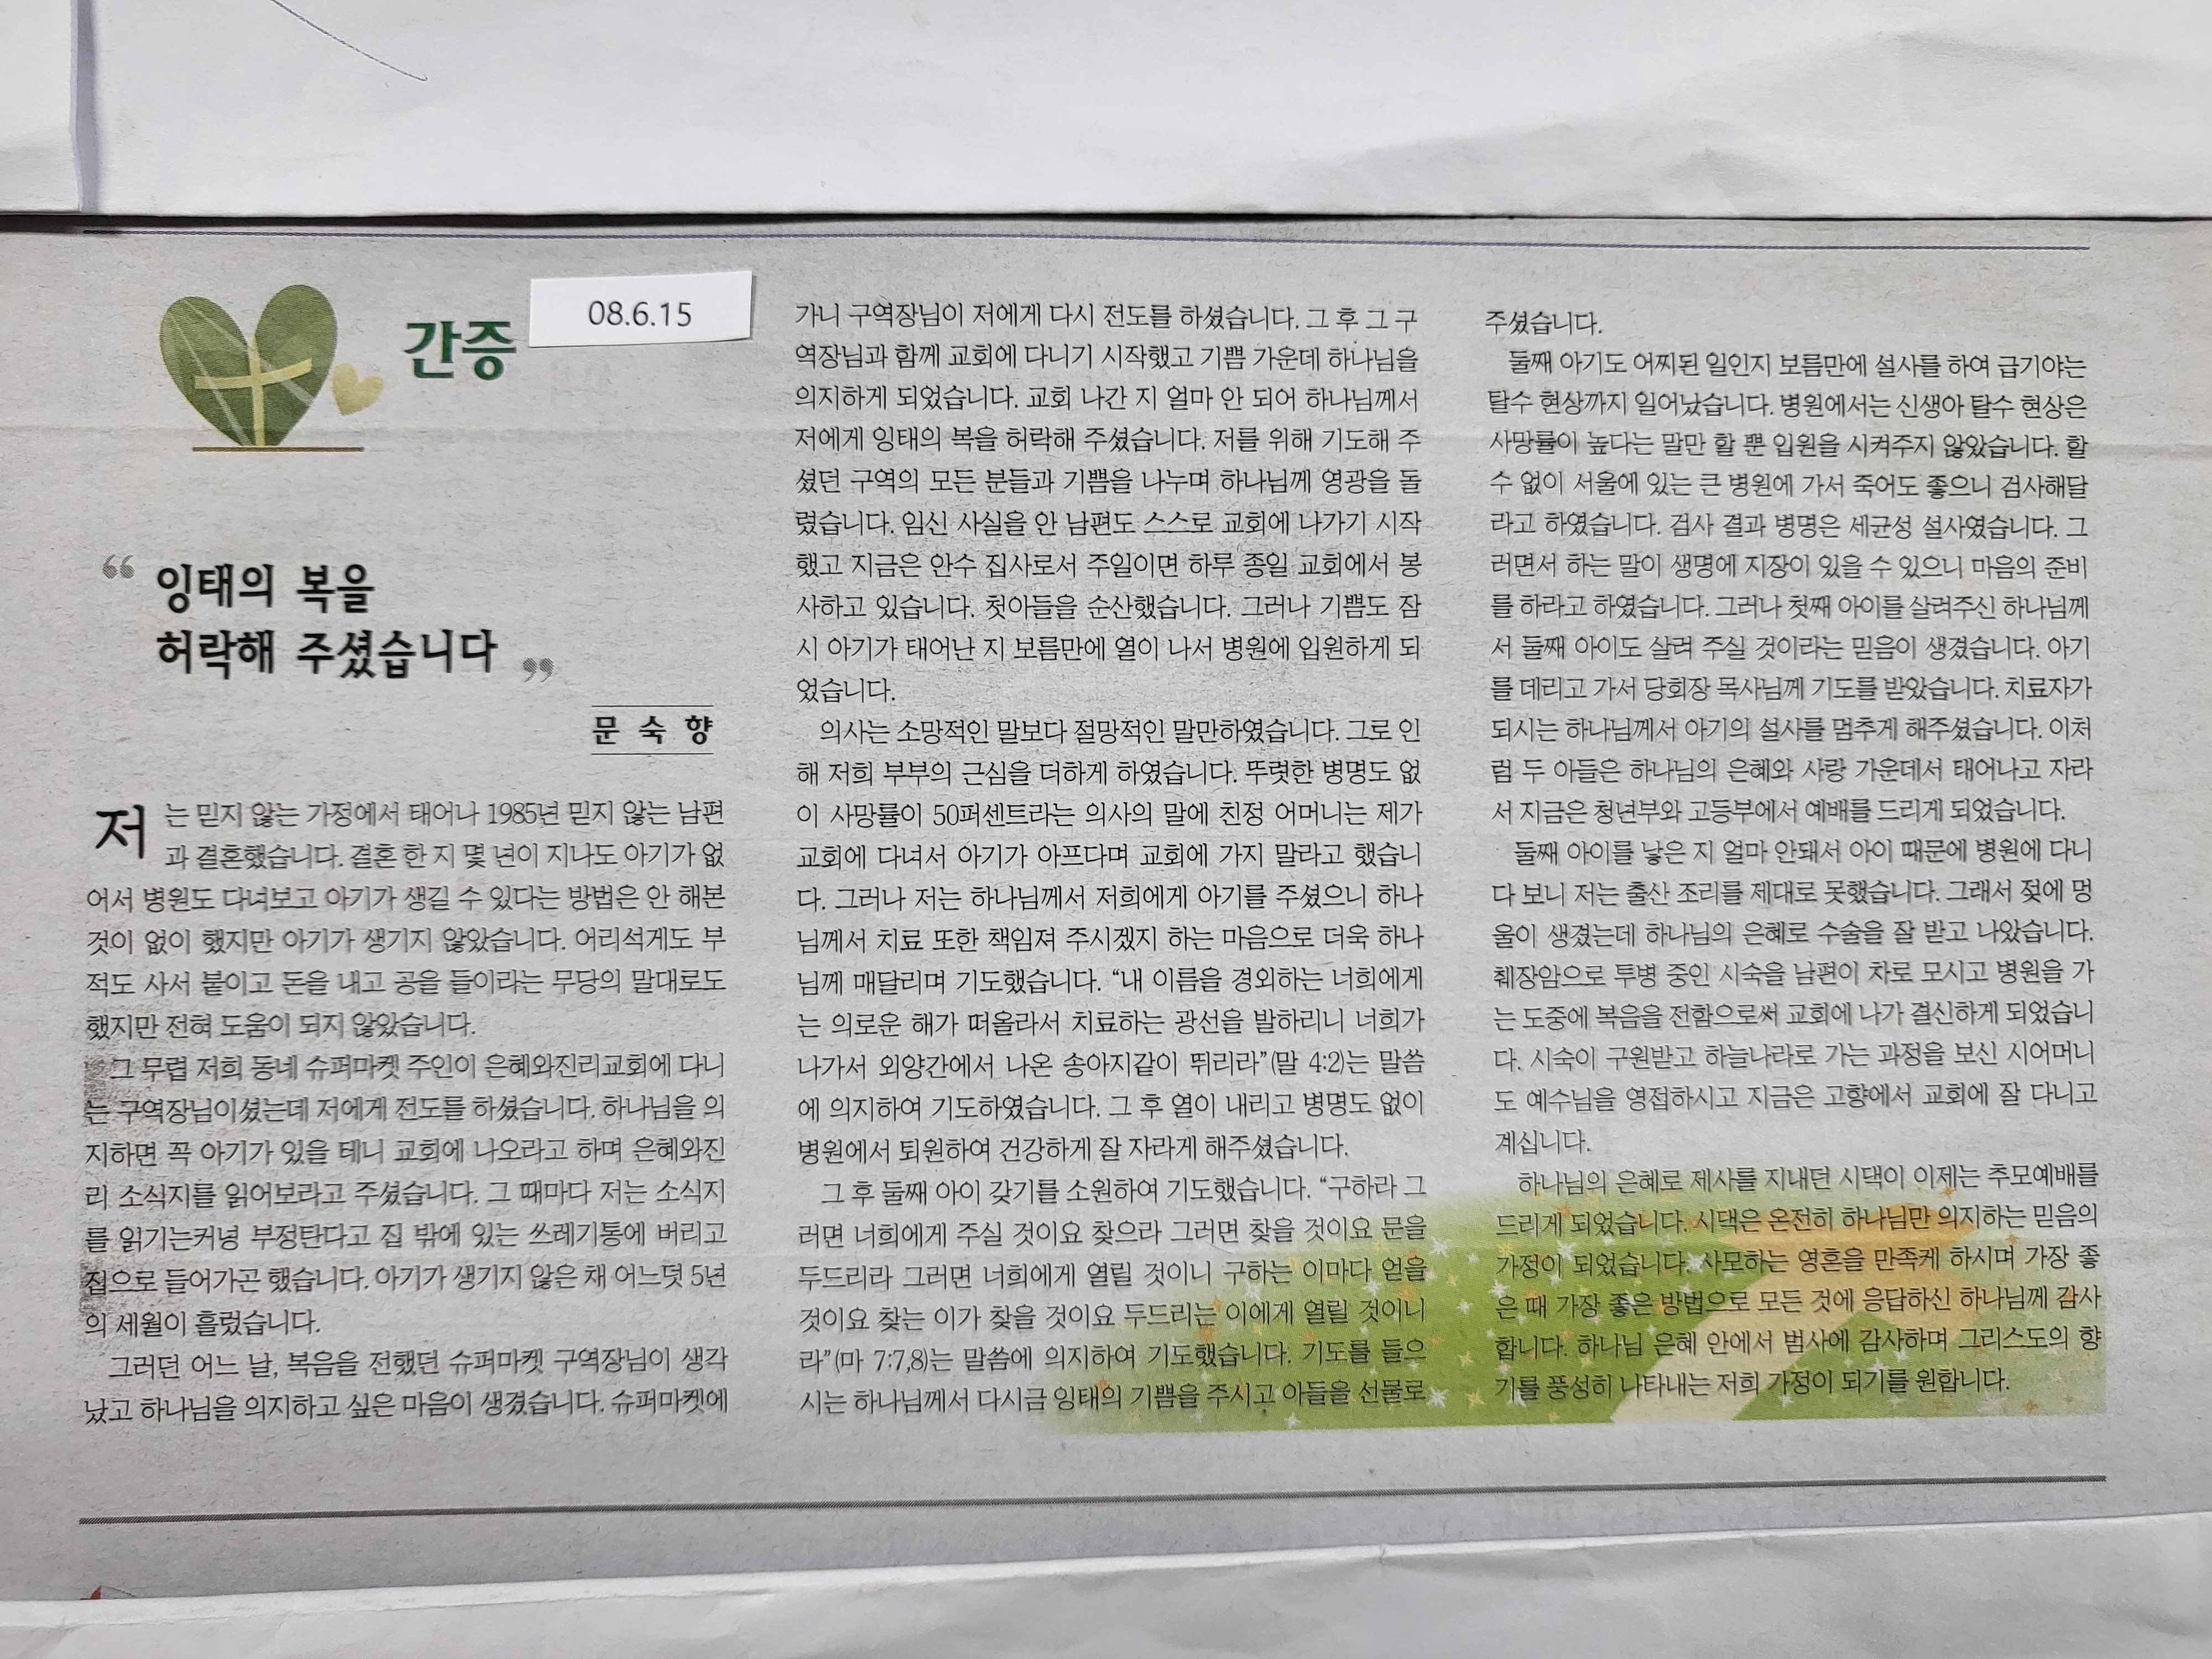 간증
08.6.15
“ 잉태의 복을
허락해 주셨습니다 ”
문 숙 향
저는 믿지 않는 가정에서 태어나 1985년 믿지 않는 남편
과 결혼했습니다. 결혼 한 지 몇 년이 지나도 아기가 없
어서 병원도 다녀보고 아기가 생길 수 있다는 방법은 안 해본
것이 없이 했지만 아기가 생기지 않았습니다. 어리석게도 부
적도 사서 붙이고 돈을 내고 공을 들이라는 무당의 말대로도
했지만 전혀 도움이 되지 않았습니다.
그 무렵 저희 동네 슈퍼마켓 주인이 은혜와진리교회에 다니
는 구역장님이셨는데 저에게 전도를 하셨습니다. 하나님을 의
지하면 꼭 아기가 있을 테니 교회에 나오라고 하며 은혜와진
리 소식지를 읽어보라고 주셨습니다. 그 때마다 저는 소식지
를 읽기는커녕 부정탄다고 집 밖에 있는 쓰레기통에 버리고
집으로 들어가곤 했습니다. 아기가 생기지 않은 채 어느덧 5년
의 세월이 흘렀습니다.
그러던 어느 날, 복음을 전했던 슈퍼마켓 구역장님이 생각
났고 하나님을 의지하고 싶은 마음이 생겼습니다. 슈퍼마켓에
가니 구역장님이 저에게 다시 전도를 하셨습니다. 그 후 그 구
역장님과 함께 교회에 다니기 시작했고 기쁨 가운데 하나님을
의지하게 되었습니다. 교회 나간 지 얼마 안 되어 하나님께서
저에게 잉태의 복을 허락해 주셨습니다. 저를 위해 기도해 주
셨던 구역의 모든 분들과 기쁨을 나누며 하나님께 영광을 돌
렸습니다. 임신 사실을 안 남편도 스스로 교회에 나가기 시작
했고 지금은 안수 집사로서 주일이면 하루 종일 교회에서 봉
사하고 있습니다. 첫아들을 순산했습니다. 그러나 기쁨도 잠
시 아기가 태어난 지 보름만에 열이 나서 병원에 입원하게 되
었습니다.
의사는 소망적인 말보다 절망적인 말만하였습니다. 그로 인
해 저희 부부의 근심을 더하게 하였습니다. 뚜렷한 병명도 없
이 사망률이 50퍼센트라는 의사의 말에 친정 어머니는 제가
교회에 다녀서 아기가 아프다며 교회에 가지 말라고 했습니
다. 그러나 저는 하나님께서 저희에게 아기를 주셨으니 하나
님께서 치료 또한 책임져 주시겠지 하는 마음으로 더욱 하나
님께 매달리며 기도했습니다. “내 이름을 경외하는 너희에게
는 의로운 해가 떠올라서 치료하는 광선을 발하리니 너희가
나가서 외양간에서 나온 송아지같이 뛰리라”(말 4:2)는 말씀
에 의지하여 기도하였습니다. 그 후 열이 내리고 병명도 없이
병원에서 퇴원하여 건강하게 잘 자라게 해주셨습니다.
그 후 둘째 아이 갖기를 소원하여 기도했습니다. “구하라 그
러면 너희에게 주실 것이요 찾으라 그러면 찾을 것이요 문을
두드리라 그러면 너희에게 열릴 것이니 구하는 이마다 얻을
것이요 찾는 이가 찾을 것이요 두드리는 이에게 열릴 것이니
라”(마 7:7,8)는 말씀에 의지하여 기도했습니다. 기도를 들으
시는 하나님께서 다시금 잉태의 기쁨을 주시고 아들을 선물로
주셨습니다.
둘째 아기도 어찌된 일인지 보름만에 설사를 하여 급기야는
탈수 현상까지 일어났습니다. 병원에서는 신생아 탈수 현상은
사망률이 높다는 말만 할 뿐 입원을 시켜주지 않았습니다. 할
수 없이 서울에 있는 큰 병원에 가서 죽어도 좋으니 검사해달
라고 하였습니다. 검사 결과 병명은 세균성 설사였습니다. 그
러면서 하는 말이 생명에 지장이 있을 수 있으니 마음의 준비
를 하라고 하였습니다. 그러나 첫째 아이를 살려주신 하나님께
서 둘째 아이도 살려 주실 것이라는 믿음이 생겼습니다. 아기
를 데리고 가서 당회장 목사님께 기도를 받았습니다. 치료자가
되시는 하나님께서 아기의 설사를 멈추게 해주셨습니다. 이처
럼 두 아들은 하나님의 은혜와 사랑 가운데서 태어나고 자라
서 지금은 청년부와 고등부에서 예배를 드리게 되었습니다.
둘째 아이를 낳은 지 얼마 안돼서 아이 때문에 병원에 다니
다 보니 저는 출산 조리를 제대로 못했습니다. 그래서 젖에 멍
울이 생겼는데 하나님의 은혜로 수술을 잘 받고 나았습니다.
췌장암으로 투병 중인 시숙을 남편이 차로 모시고 병원을 가
는 도중에 복음을 전함으로써 교회에 나가 결신하게 되었습니
다. 시숙이 구원받고 하늘나라로 가는 과정을 보신 시어머니
도 예수님을 영접하시고 지금은 고향에서 교회에 잘 다니고
계십니다.
하나님의 은혜로 제사를 지내던 시댁이 이제는 추모예배를
드리게 되었습니다. 시댁은 온전히 하나님만 의지하는 믿음의
가정이 되었습니다. 사모하는 영혼을 만족케 하시며 가장 좋
은 때 가장 좋은 방법으로 모든 것에 응답하신 하나님께 감사
합니다. 하나님 은혜 안에서 범사에 감사하며 그리스도의 향
기를 풍성히 나타내는 저희 가정이 되기를 원합니다.